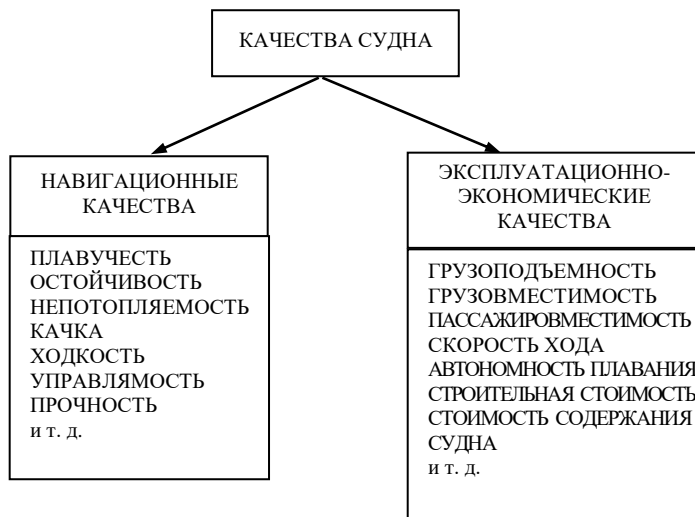 КАЧЕСТВА СУДНА
НАВИГАЦИОННЫЕ
КАЧЕСТВА
ПЛАВУЧЕСТЬ
ОСТОЙЧИВОСТЬ
НЕПОТОПЛЯЕМОСТЬ
КАЧКА
ХОДКОСТЬ
УПРАВЛЯМОСТЬ
ПРОЧНОСТЬ
и т. д.
ЭКСПЛУАТАЦИОННО-
ЭКОНОМИЧЕСКИЕ
КАЧЕСТВА
ГРУЗОПОДЪЕМНОСТЬ
ГРУЗОВМЕСТИМОСТЬ
ПАССАЖИРОВМЕСТИМОСТЬ
СКОРОСТЬ ХОДА
АВТОНОМНОСТЬ ПЛАВАНИЯ
СТРОИТЕЛЬНАЯ СТОИМОСТЬ
СТОИМОСТЬ СОДЕРЖАНИЯ
СУДНА
и т. д.